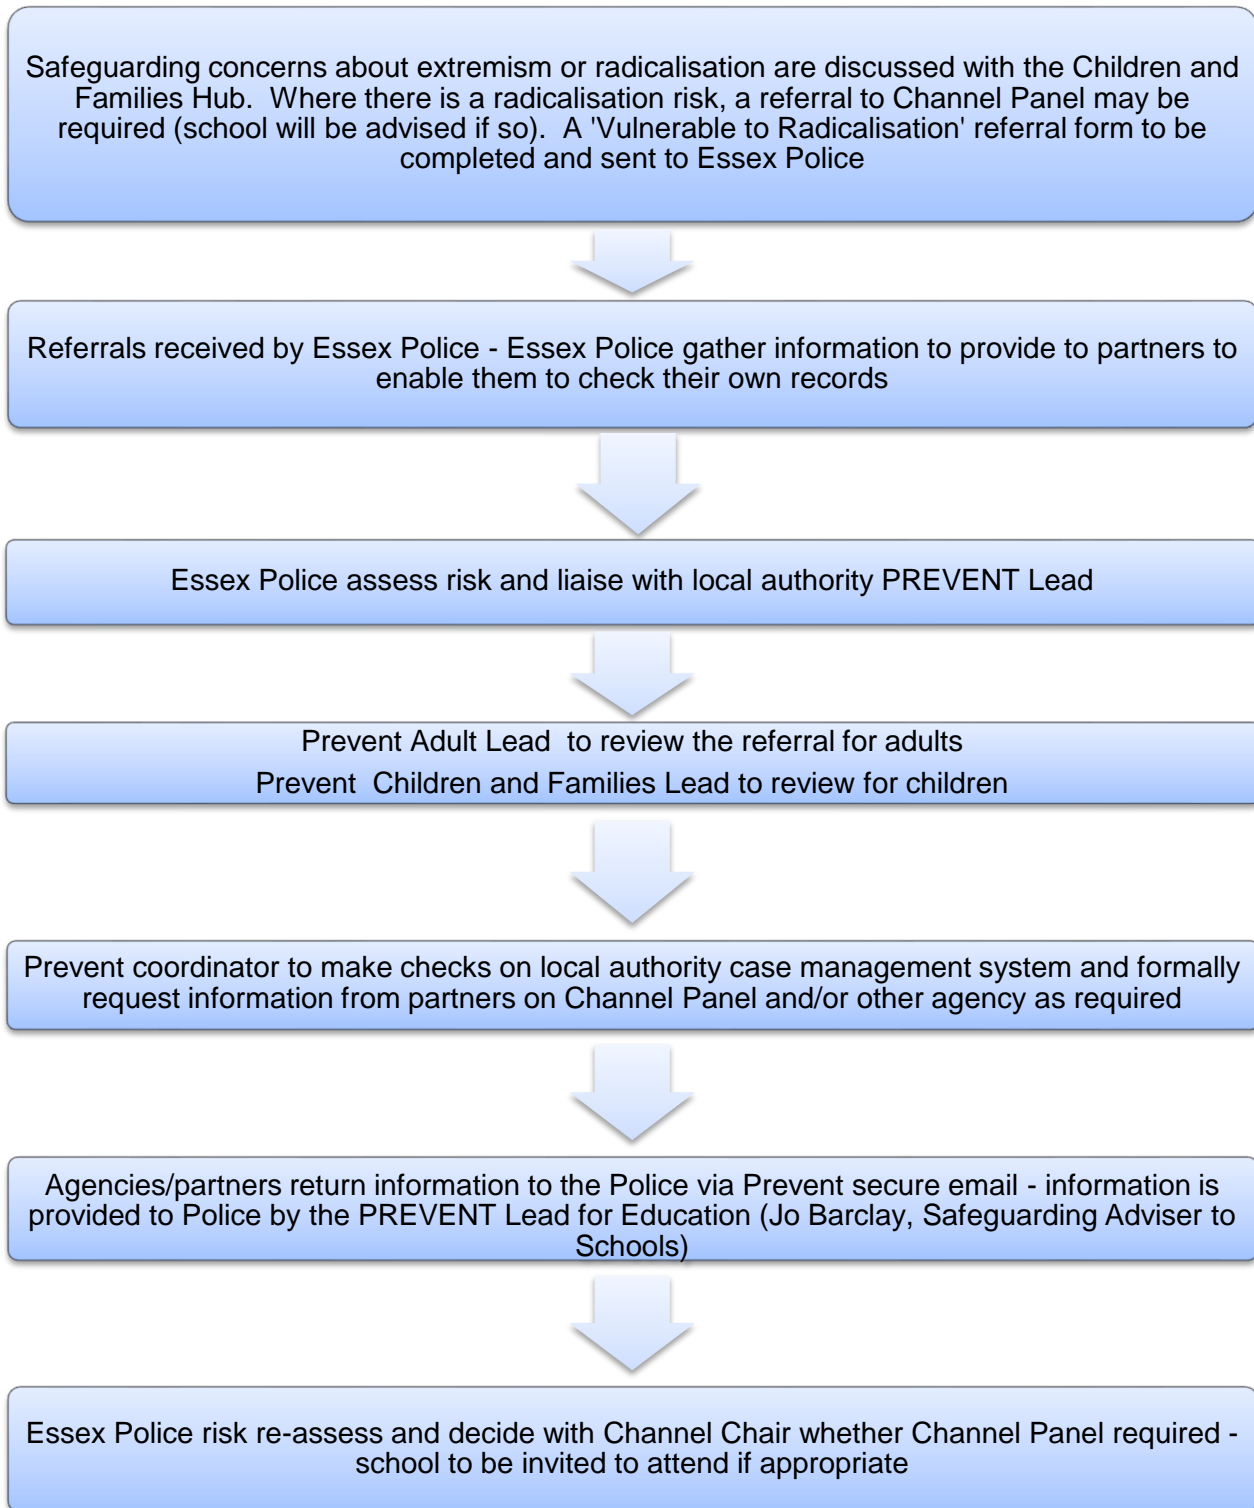 Safeguarding concerns about extremism or radicalisation are discussed with the Children and
Families Hub.  Where there is a radicalisation risk, a referral to Channel Panel may be
required (school will be advised if so).  A 'Vulnerable to Radicalisation' referral form to be
completed and sent to Essex Police
Referrals received by Essex Police - Essex Police gather information to provide to partners to
enable them to check their own records
Essex Police assess risk and liaise with local authority PREVENT Lead
Prevent Adult Lead  to review the referral for adults
Prevent  Children and Families Lead to review for children
Prevent coordinator to make checks on local authority case management system and formally
request information from partners on Channel Panel and/or other agency as required
Agencies/partners return information to the Police via Prevent secure email - information is
provided to Police by the PREVENT Lead for Education (Jo Barclay, Safeguarding Adviser to
Schools)
Essex Police risk re-assess and decide with Channel Chair whether Channel Panel required -
school to be invited to attend if appropriate